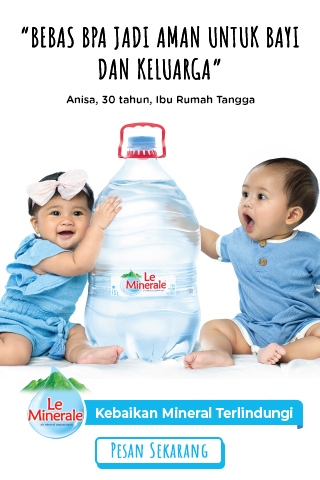 “BEBAS BPA JADI AMAN UNTUK BAYI
DAN KELUARGA”
Anisa, 30 tahun, Ibu Rumah Tangga
Le
Minerale
Le
Minerale
Kebaikan Mineral Terlindungi
PESAN SEKARANG